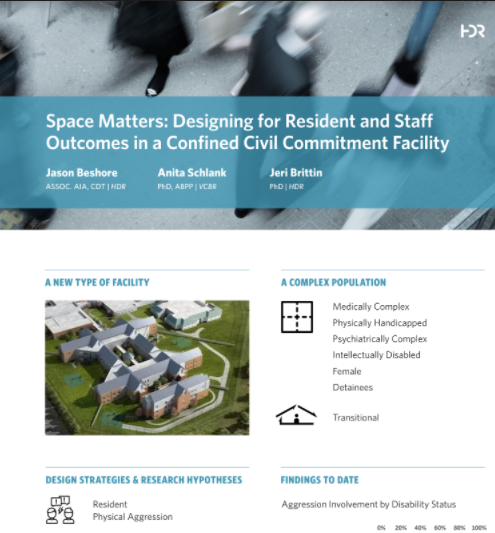 HDR
Space Matters: Designing for Resident and Staff
Outcomes in a Confined Civil Commitment Facility
Jason Beshore
ASSOC. AIA, CDT | HDR
Anita Schlank
PhD, ABPP | VCBR
Jeri Brittin
PhD | HDR
A NEW TYPE OF FACILITY
A COMPLEX POPULATION
Medically Complex
Physically Handicapped
Psychiatrically Complex
Intellectually Disabled
Female
Detainees
Transitional
DESIGN STRATEGIES & RESEARCH HYPOTHESES
Resident
Physical Aggression
FINDINGS TO DATE
Aggression Involvement by Disability Status
0% 20% 40% 60% 80% 100%